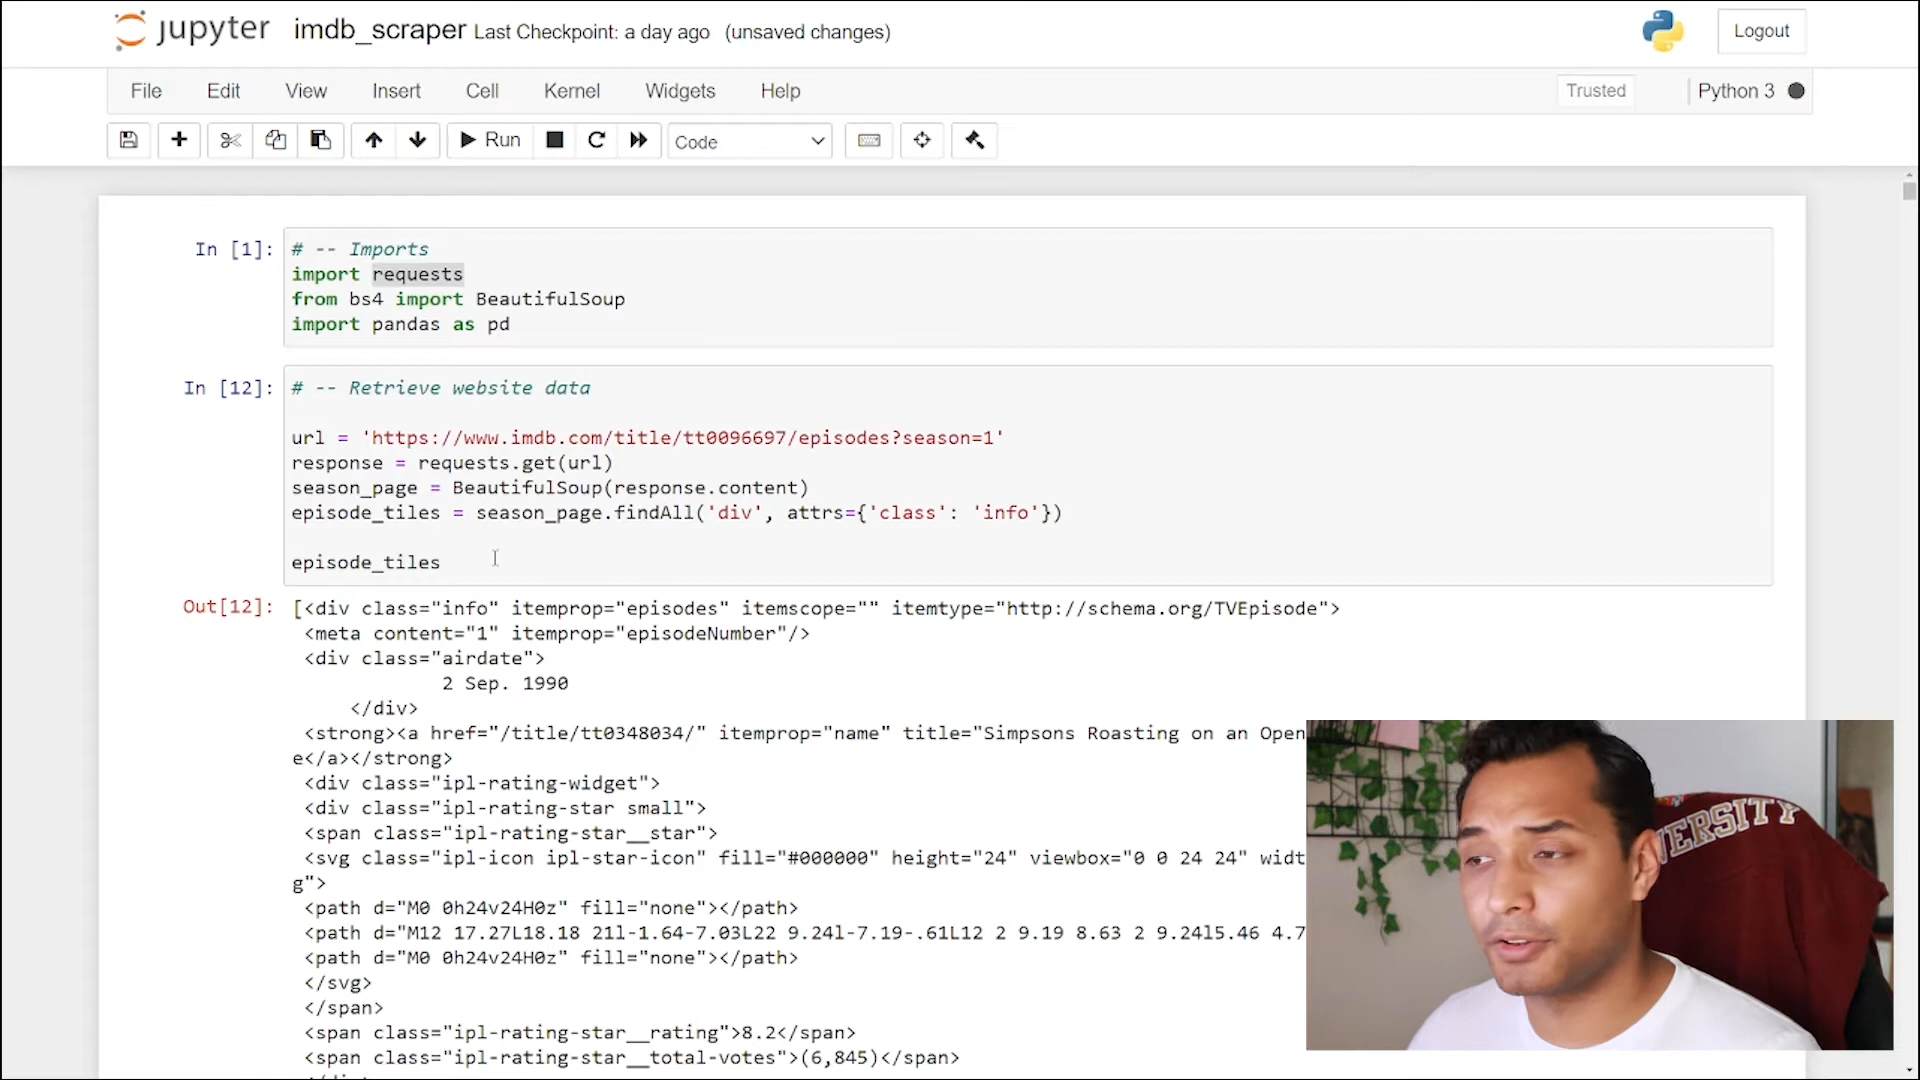 jupyter imdb_scraper Last Checkpoint: a day ago (unsaved changes) Logout
File Edit View Insert Cell Kernel Widgets Help Trusted Python 3
Run Code
In [1]: # -- Imports
import requests
from bs4 import BeautifulSoup
import pandas as pd
In [12]: # -- Retrieve website data
url = 'https://www.imdb.com/title/tt0096697/episodes?season=1'
response = requests.get(url)
season_page = BeautifulSoup(response.content)
episode_tiles = season_page.findAll('div', attrs={'class': 'info'})
episode_tiles
Out[12]: [<div class="info" itemprop="episodes" itemscope="" itemtype="http://schema.org/TVEpisode">
<meta content="1" itemprop="episodeNumber"/>
<div class="airdate">
2 Sep. 1990
</div>
<strong><a href="/title/tt0348034/" itemprop="name" title="Simpsons Roasting on an Open
e</a></strong>
<div class="ipl-rating-widget">
<div class="ipl-rating-star small">
<span class="ipl-rating-star__star">
<svg class="ipl-icon ipl-star-icon" fill="#000000" height="24" viewbox="0 0 24 24" widt
g">
<path d="M0 0h24v24H0z" fill="none"></path>
<path d="M12 17.27L18.18 21l-1.64-7.03L22 9.24l-7.19-.61L12 2 9.19 8.63 2 9.24l5.46 4.7
<path d="M0 0h24v24H0z" fill="none"></path>
</svg>
</span>
<span class="ipl-rating-star__rating">8.2</span>
<span class="ipl-rating-star__total-votes">(6,845)</span>
VERSITY